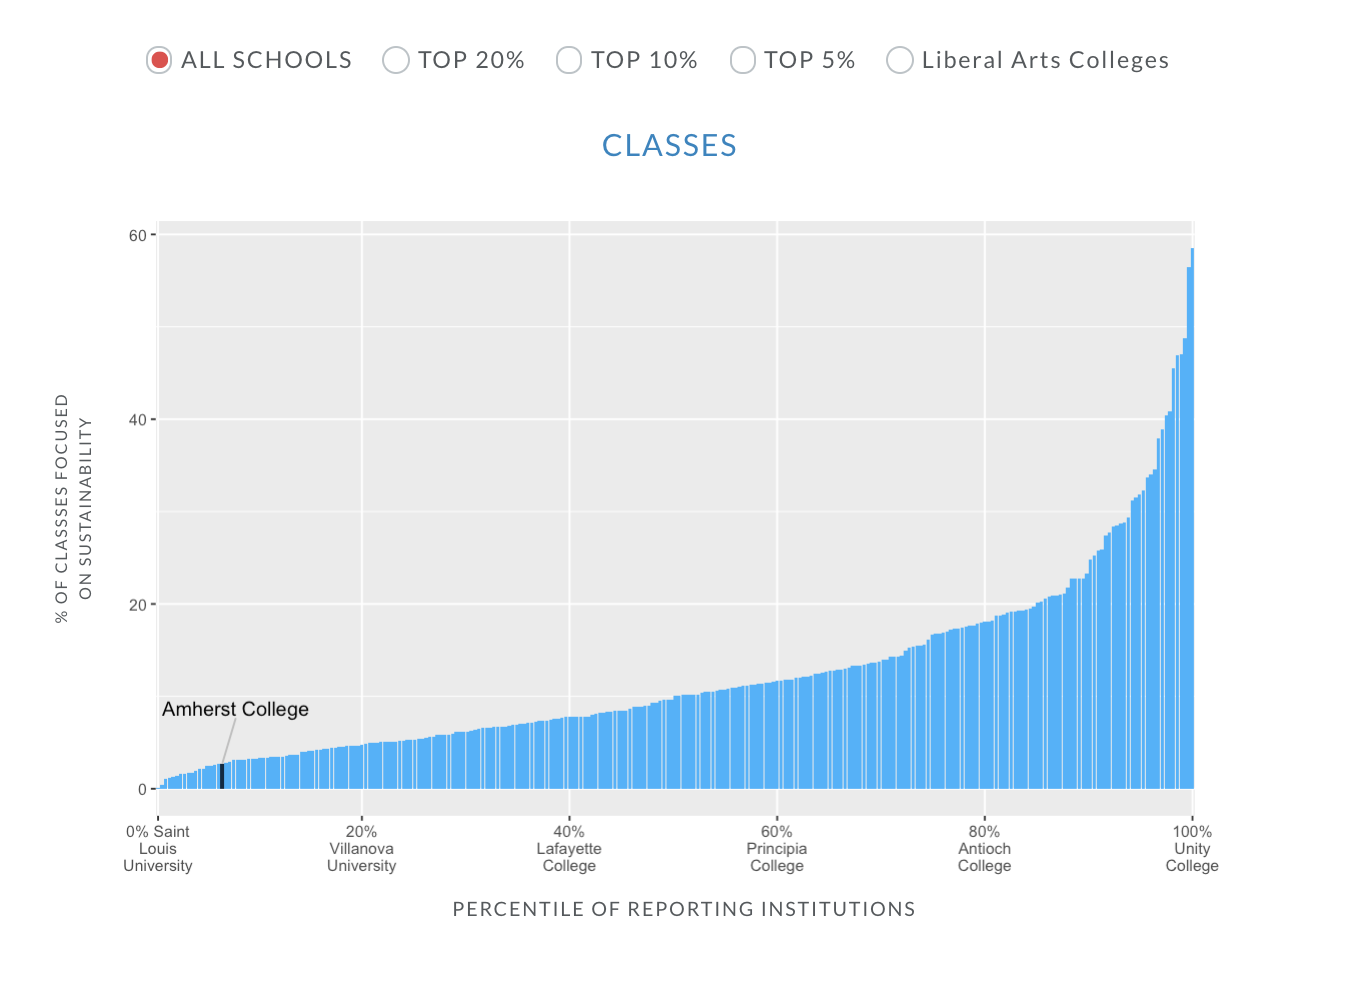 ALL SCHOOLS TOP 20% TOP 10% TOP 5% Liberal Arts Colleges
CLASSES
% OF CLASSSES FOCUSED
ON SUSTAINABILITY
60
40
20
0
Amherst College
0% Saint
Louis
University
20%
Villanova
University
40%
Lafayette
College
60%
Principia
College
80%
Antioch
College
100%
Unity
College
PERCENTILE OF REPORTING INSTITUTIONS